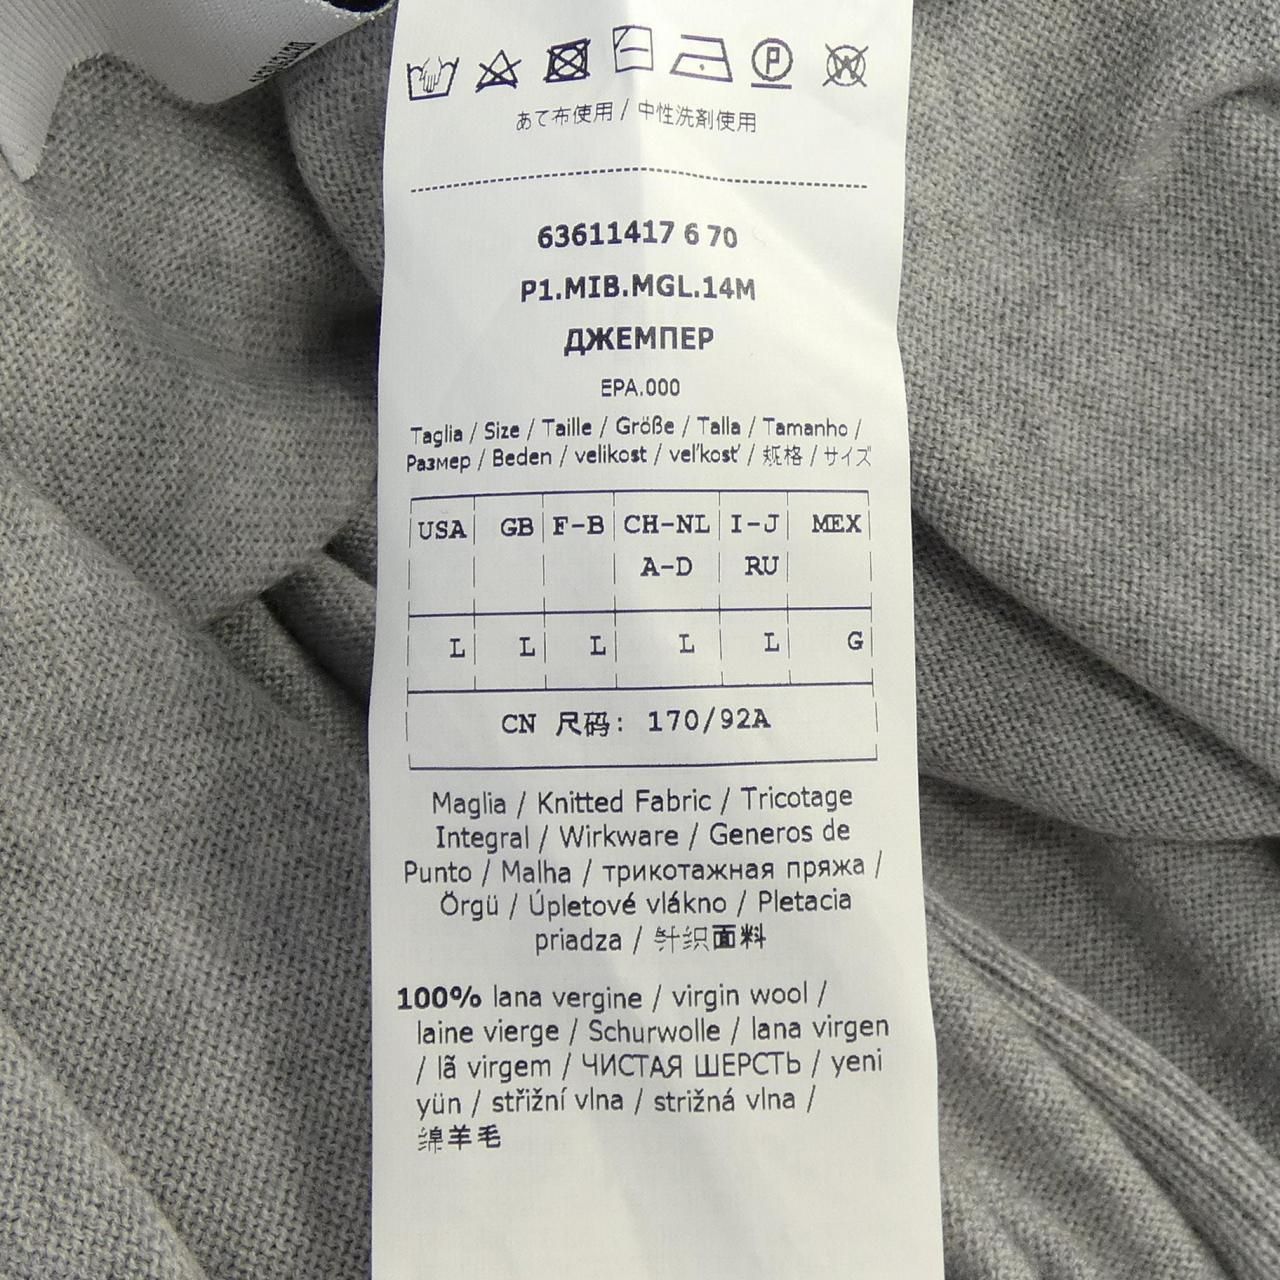 あて布使用 / 中性洗剤使用
63611417 6 70
P1.MIB.MGL.14M
ДЖЕМПЕР
EPA.000
Taglia / Size / Taille / Größe / Talla / Tamanho /
Размер / Beden / velikost / veľkosť / 规格 / サイズ
USA GB F-B CH-NL I-J MEX
A-D RU
L L L L L G
CN 尺码: 170/92A
Maglia / Knitted Fabric / Tricotage
Integral / Wirkware / Generos de
Punto / Malha / трикотажная пряжа /
Örgü / Úpletové vlákno / Pletacia
priadza / 针织面料
100% lana vergine / virgin wool /
laine vierge / Schurwolle / lana virgen
/ lã virgem / ЧИСТАЯ ШЕРСТЬ / yeni
yün / střižní vlna / strižná vlna /
绵羊毛